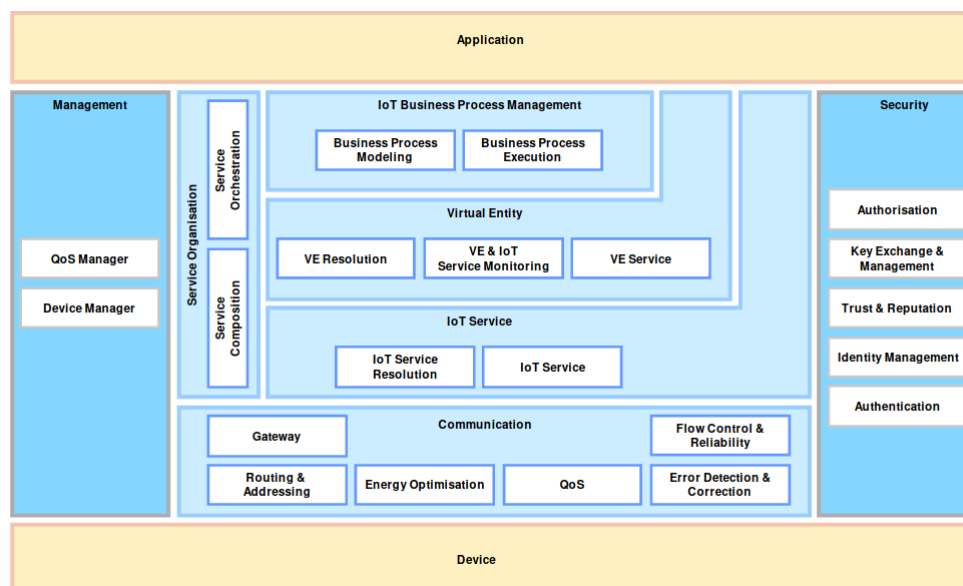 Application
Management
QoS Manager
Device Manager
Service Organisation
Service
Orchestration
Service
Composition
IoT Business Process Management
Business Process
Modeling
Business Process
Execution
Virtual Entity
VE Resolution
VE & IoT
Service Monitoring
VE Service
IoT Service
IoT Service
Resolution
IoT Service
Communication
Gateway
Flow Control &
Reliability
Routing &
Addressing
Energy Optimisation
QoS
Error Detection &
Correction
Security
Authorisation
Key Exchange &
Management
Trust & Reputation
Identity Management
Authentication
Device